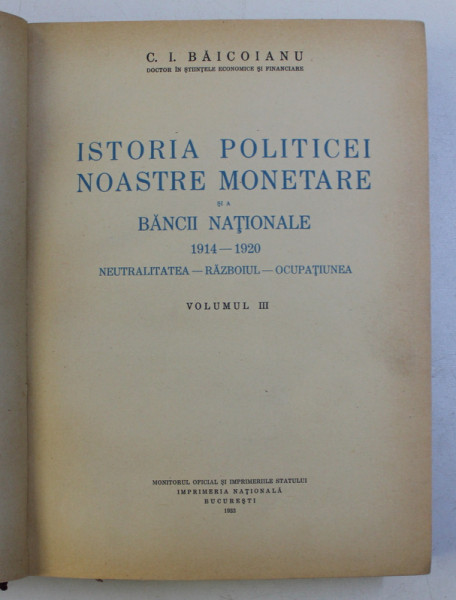 C. I. BĂICOIANU
DOCTOR ÎN ȘTIINȚELE ECONOMICE ȘI FINANCIARE
ISTORIA POLITICEI
NOASTRE MONETARE
ȘI A
BĂNCII NAȚIONALE
1914 — 1920
NEUTRALITATEA — RĂZBOIUL — OCUPAȚIUNEA
VOLUMUL III
MONITORUL OFICIAL ȘI IMPRIMERIILE STATULUI
IMPRIMERIA NAȚIONALĂ
BUCUREȘTI